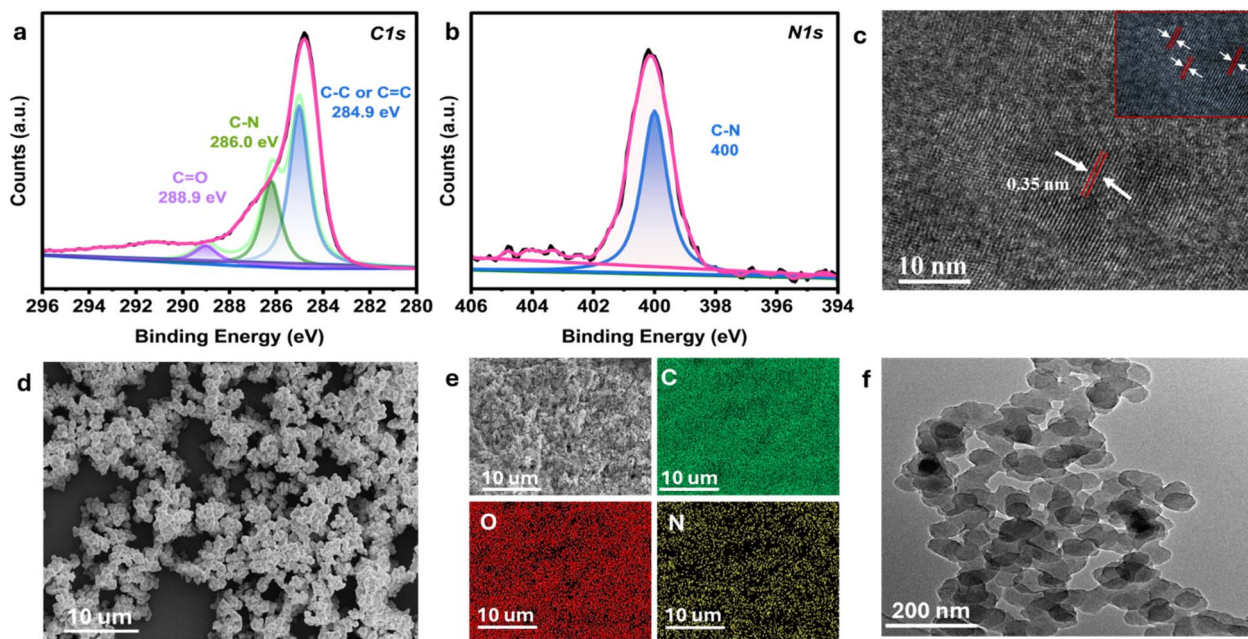 a
C1s
C-C or C=C
284.9 eV
C-N
286.0 eV
C=O
288.9 eV
Counts (a.u.)
296 294 292 290 288 286 284 282 280
Binding Energy (eV)
b
N1s
C-N
400
Counts (a.u.)
406 404 402 400 398 396 394
Binding Energy (eV)
c
0.35 nm
10 nm
d
10 um
e
10 um
C
10 um
O
10 um
N
10 um
f
200 nm